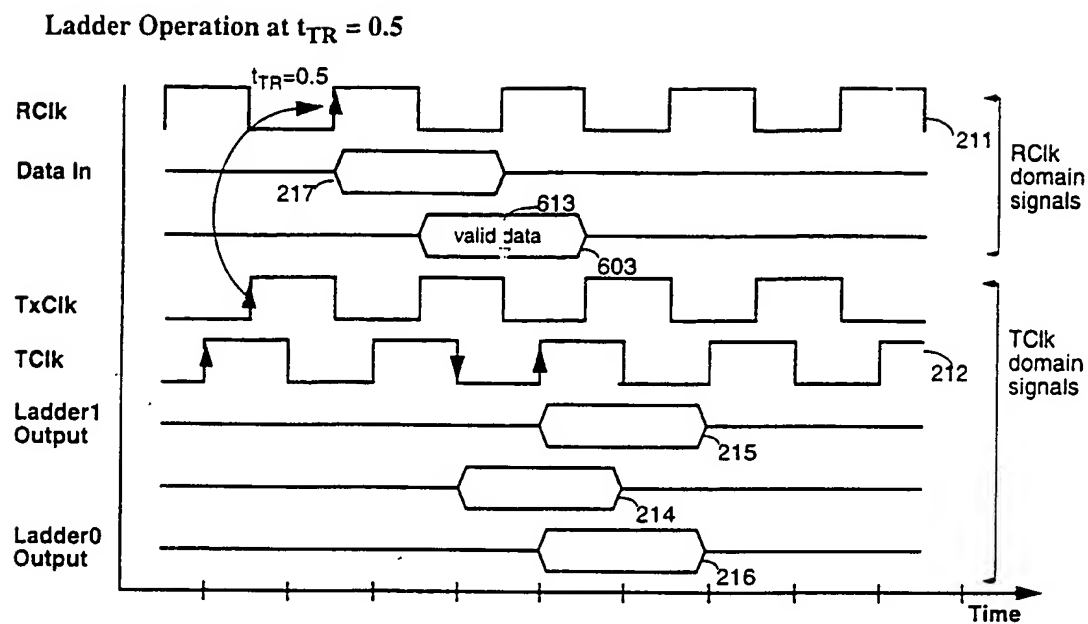 Ladder Operation at tTR = 0.5
tTR=0.5
RClk
211
Data In
217
RClk
domain
signals
613
valid data
603
TxClk
TClk
212
TClk
domain
signals
Ladder1
Output
215
214
Ladder0
Output
216
Time